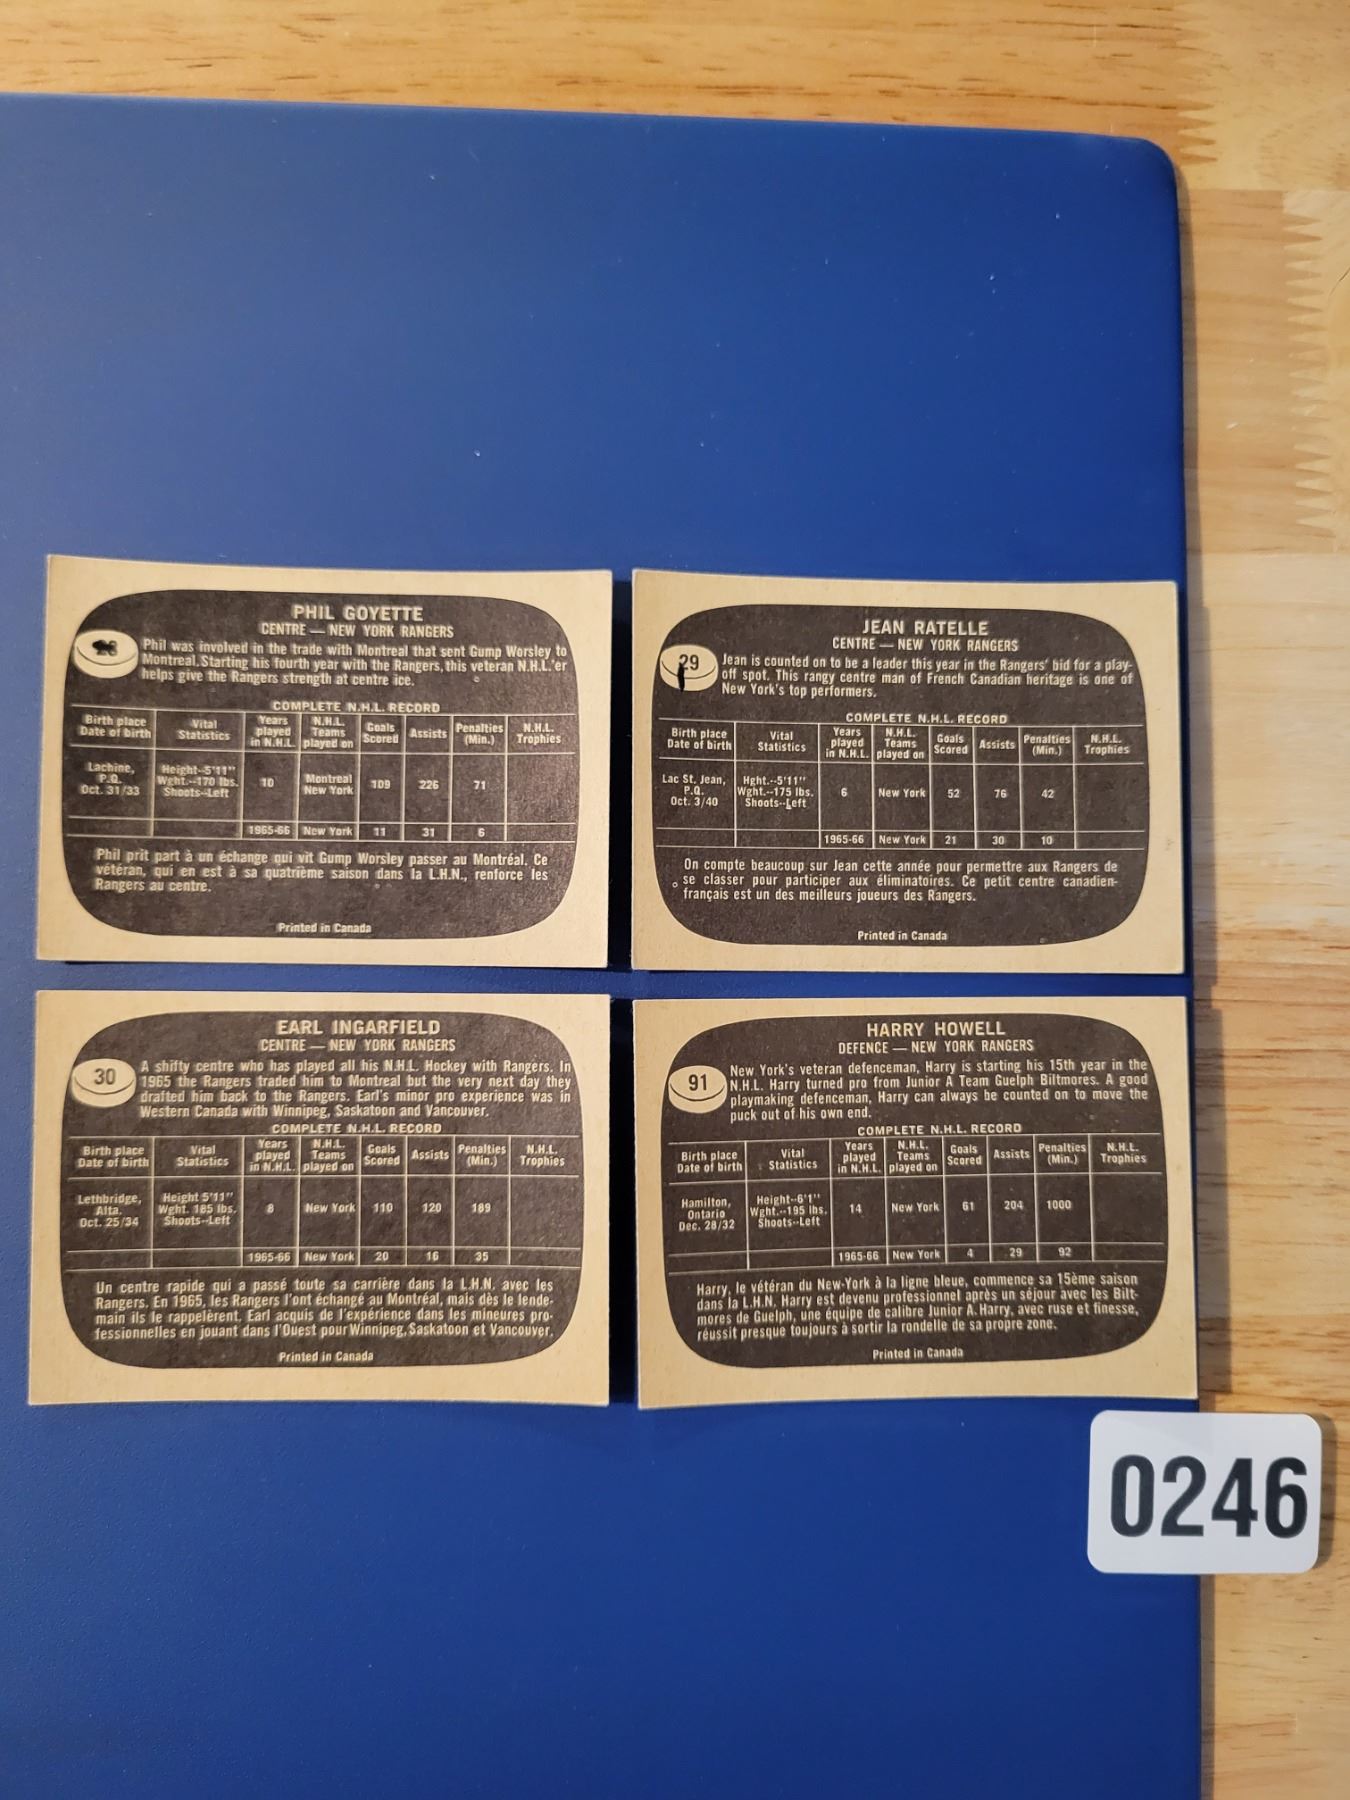 PHIL GOYETTE
CENTRE — NEW YORK RANGERS
Phil was involved in the trade with Montreal that sent Gump Worsley to
Montreal. Starting his fourth year with the Rangers, this veteran N.H.L.'er
helps give the Rangers strength at centre ice.
COMPLETE N.H.L. RECORD
Birth place Date of birth Vital Statistics Years played in N.H.L. N.H.L. Teams played on Goals Scored Assists Penalties (Min.) N.H.L. Trophies
Lachine, P.Q. Oct. 31/33 Height--5'11" Wght.--170 lbs. Shoots--Left 10 Montreal New York 109 226 71
1965-66 New York 11 31 6
Phil prit part à un échange qui vit Gump Worsley passer au Montréal. Ce
vétéran, qui en est à sa quatrième saison dans la L.H.N., renforce les
Rangers au centre.
Printed in Canada
JEAN RATELLE
CENTRE — NEW YORK RANGERS
29
Jean is counted on to be a leader this year in the Rangers' bid for a play-
off spot. This rangy centre man of French Canadian heritage is one of
New York's top performers.
COMPLETE N.H.L. RECORD
Birth place Date of birth Vital Statistics Years played in N.H.L. N.H.L. Teams played on Goals Scored Assists Penalties (Min.) N.H.L. Trophies
Lac St. Jean, P.Q. Oct. 3/40 Hght.--5'11" Wght.--175 lbs. Shoots--Left 6 New York 52 76 42
1965-66 New York 21 30 10
On compte beaucoup sur Jean cette année pour permettre aux Rangers de
se classer pour participer aux éliminatoires. Ce petit centre canadien-
français est un des meilleurs joueurs des Rangers.
Printed in Canada
EARL INGARFIELD
CENTRE — NEW YORK RANGERS
30
A shifty centre who has played all his N.H.L. Hockey with Rangers. In
1965 the Rangers traded him to Montreal but the very next day they
drafted him back to the Rangers. Earl's minor pro experience was in
Western Canada with Winnipeg, Saskatoon and Vancouver.
COMPLETE N.H.L. RECORD
Birth place Date of birth Vital Statistics Years played in N.H.L. N.H.L. Teams played on Goals Scored Assists Penalties (Min.) N.H.L. Trophies
Lethbridge, Alta. Oct. 25/34 Height 5'11" Wght. 185 lbs. Shoots--Left 8 New York 110 120 189
1965-66 New York 20 16 35
Un centre rapide qui a passé toute sa carrière dans la L.H.N. avec les
Rangers. En 1965, les Rangers l'ont échangé au Montréal, mais dès le lende-
main ils le rappelèrent. Earl acquis de l'expérience dans les mineures pro-
fessionnelles en jouant dans l'Ouest pour Winnipeg, Saskatoon et Vancouver.
Printed in Canada
HARRY HOWELL
DEFENCE — NEW YORK RANGERS
91
New York's veteran defenceman, Harry is starting his 15th year in the
N.H.L. Harry turned pro from Junior A Team Guelph Biltmores. A good
playmaking defenceman, Harry can always be counted on to move the
puck out of his own end.
COMPLETE N.H.L. RECORD
Birth place Date of birth Vital Statistics Years played in N.H.L. N.H.L. Teams played on Goals Scored Assists Penalties (Min.) N.H.L. Trophies
Hamilton, Ontario Dec. 28/32 Height--6'1" Wght.--195 lbs. Shoots--Left 14 New York 61 204 1000
1965-66 New York 4 29 92
Harry, le vétéran du New-York à la ligne bleue, commence sa 15ème saison
dans la L.H.N. Harry est devenu professionnel après un séjour avec les Bilt-
mores de Guelph, une équipe de calibre Junior A. Harry, avec ruse et finesse,
réussit presque toujours à sortir la rondelle de sa propre zone.
Printed in Canada
0246